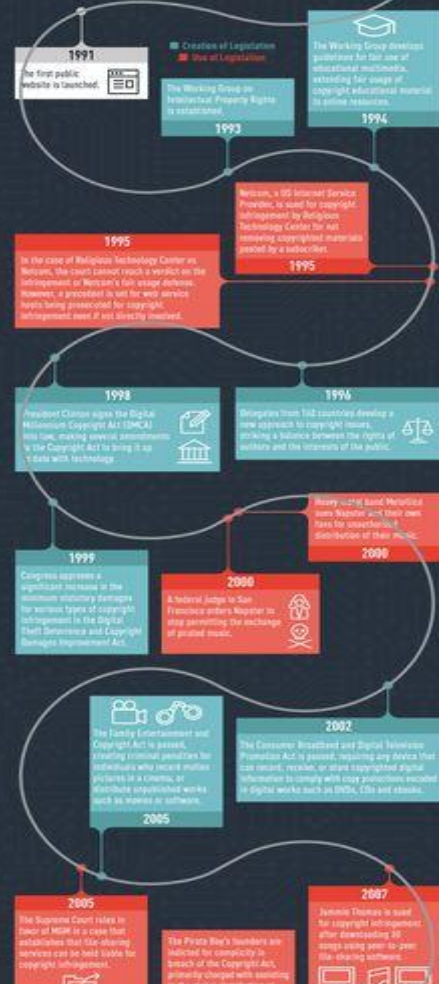 Creation of Legislation
Use of Legislation
1991
The first public
website is launched.
The Working Group on
Intellectual Property Rights
is established.
1993
The Working Group develops
guidelines for fair use of
educational multimedia,
extending fair usage of
copyright educational material
to online resources.
1994
Netcom, a US Internet Service
Provider, is sued for copyright
infringement by Religious
Technology Center for not
removing copyrighted materials
posted by a subscriber.
1995
1995
In the case of Religious Technology Center vs
Netcom, the court cannot reach a verdict on the
infringement or Netcom's fair usage defense.
However, a precedent is set for web service
hosts being prosecuted for copyright
infringement even if not directly involved.
1998
President Clinton signs the Digital
Millennium Copyright Act (DMCA)
into law, making several amendments
to the Copyright Act to bring it up
to date with technology.
1996
Delegates from 160 countries develop a
new approach to copyright issues,
striking a balance between the rights of
authors and the interests of the public.
Heavy metal band Metallica
sues Napster and their own
fans for unauthorized
distribution of their music.
2000
1999
Congress approves a
significant increase in the
minimum statutory damages
for various types of copyright
infringement in the Digital
Theft Deterrence and Copyright
Damages Improvement Act.
2000
A federal judge in San
Francisco orders Napster to
stop permitting the exchange
of pirated music.
The Family Entertainment and
Copyright Act is passed,
creating criminal penalties for
individuals who record motion
pictures in a cinema, or
distribute unpublished works
such as movies or software.
2005
2002
The Consumer Broadband and Digital Television
Promotion Act is passed, requiring any device that
can record, receive, or store copyrighted digital
information to comply with copy protections encoded
in digital works such as DVDs, CDs and ebooks.
2005
The Supreme Court rules in
favor of MGM in a case that
establishes that file-sharing
services can be held liable for
copyright infringement.
The Pirate Bay's founders are
indicted for complicity in
breach of the Copyright Act,
primarily charged with assisting
2007
Jammie Thomas is sued
for copyright infringement
after downloading 30
songs using peer-to-peer
file-sharing software.